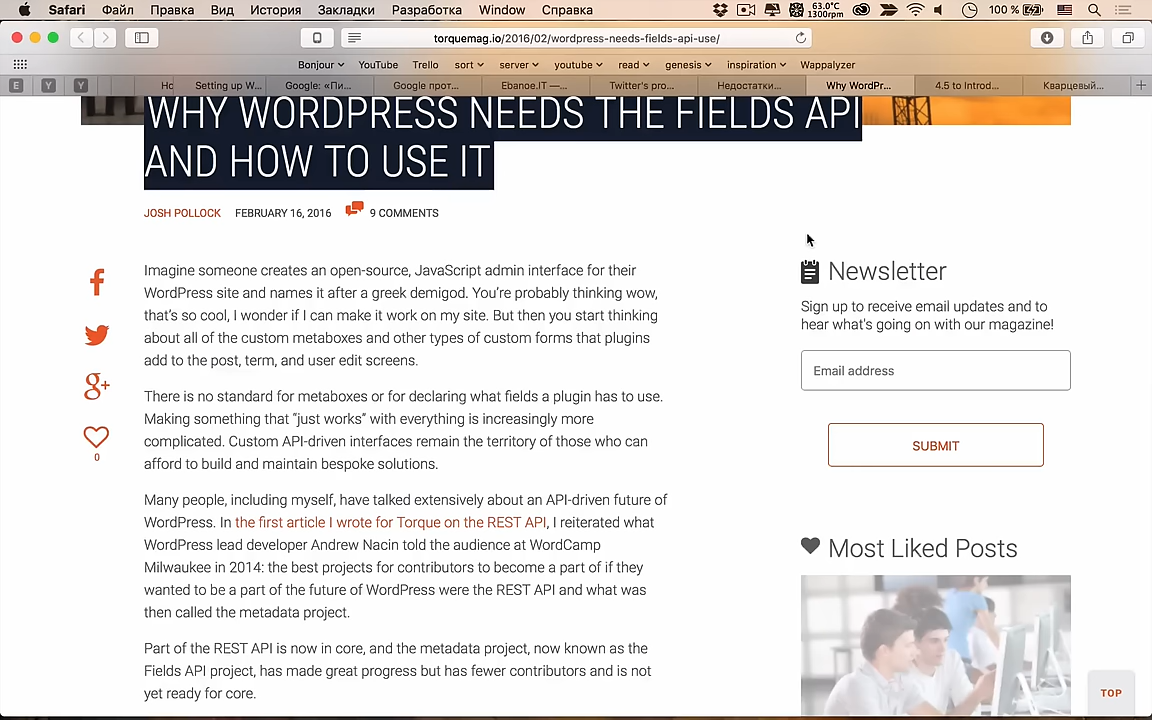 Safari Файл Правка Вид История Закладки Разработка Window Справка 63.0°C 1300rpm 100 %
torquemag.io/2016/02/wordpress-needs-fields-api-use/
Bonjour YouTube Trello sort server youtube read genesis inspiration Wappalyzer
E Y Y Нс Setting up W... Google: «Пи... Google прот... Ebanoe.IT —... Twitter's pro... Недостатки... Why WordPr... 4.5 to Introd... Кварцевый...
WHY WORDPRESS NEEDS THE FIELDS API
AND HOW TO USE IT
JOSH POLLOCK FEBRUARY 16, 2016 9 COMMENTS
Imagine someone creates an open-source, JavaScript admin interface for their
WordPress site and names it after a greek demigod. You're probably thinking wow,
that's so cool, I wonder if I can make it work on my site. But then you start thinking
about all of the custom metaboxes and other types of custom forms that plugins
add to the post, term, and user edit screens.
There is no standard for metaboxes or for declaring what fields a plugin has to use.
Making something that "just works" with everything is increasingly more
complicated. Custom API-driven interfaces remain the territory of those who can
afford to build and maintain bespoke solutions.
Many people, including myself, have talked extensively about an API-driven future of
WordPress. In the first article I wrote for Torque on the REST API, I reiterated what
WordPress lead developer Andrew Nacin told the audience at WordCamp
Milwaukee in 2014: the best projects for contributors to become a part of if they
wanted to be a part of the future of WordPress were the REST API and what was
then called the metadata project.
Part of the REST API is now in core, and the metadata project, now known as the
Fields API project, has made great progress but has fewer contributors and is not
yet ready for core.
0
Newsletter
Sign up to receive email updates and to
hear what's going on with our magazine!
Email address
SUBMIT
Most Liked Posts
TOP